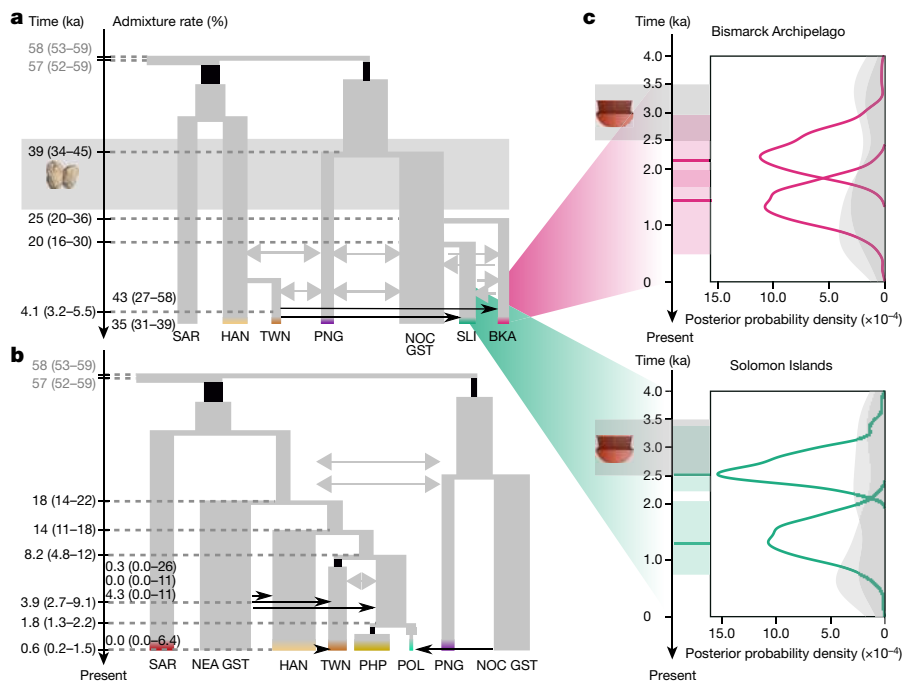 a
Time (ka)
Admixture rate (%)
58 (53–59)
57 (52–59)
39 (34–45)
25 (20–36)
20 (16–30)
43 (27–58)
4.1 (3.2–5.5)
35 (31–39)
SAR
HAN
TWN
PNG
NOC
GST
SLI
BKA
b
58 (53–59)
57 (52–59)
18 (14–22)
14 (11–18)
8.2 (4.8–12)
0.3 (0.0–26)
0.0 (0.0–11)
4.3 (0.0–11)
3.9 (2.7–9.1)
1.8 (1.3–2.2)
0.0 (0.0–6.4)
0.6 (0.2–1.5)
Present
SAR
NEA GST
HAN
TWN
PHP
POL
PNG
NOC GST
c
Time (ka)
Bismarck Archipelago
4.0
3.5
3.0
2.5
2.0
1.0
0
15.0
10.0
5.0
0
Posterior probability density (×10⁻⁴)
Present
Time (ka)
Solomon Islands
4.0
3.5
3.0
2.5
2.0
1.0
0
15.0
10.0
5.0
0
Posterior probability density (×10⁻⁴)
Present